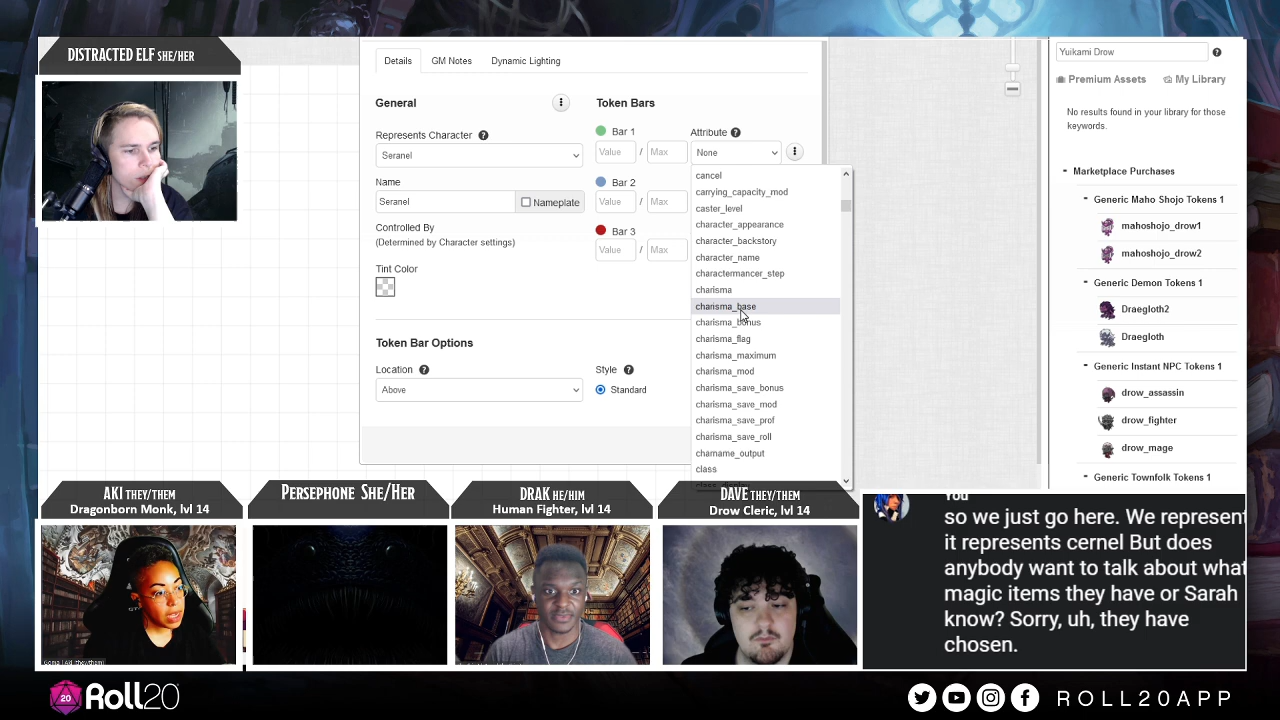 DISTRACTED ELF SHE/HER
Details
GM Notes
Dynamic Lighting
General
Token Bars
Represents Character
Bar 1
Attribute
Seranel
Value / Max
None
Name
Bar 2
Seranel
Nameplate
Value / Max
Controlled By
(Determined by Character settings)
Bar 3
Value / Max
Tint Color
Token Bar Options
Location
Style
Above
Standard
cancel
carrying_capacity_mod
caster_level
character_appearance
character_backstory
character_name
charactermancer_step
charisma
charisma_base
charisma_bonus
charisma_flag
charisma_maximum
charisma_mod
charisma_save_bonus
charisma_save_mod
charisma_save_prof
charisma_save_roll
charname_output
class
Yuikami Drow
Premium Assets
My Library
No results found in your library for those
keywords.
Marketplace Purchases
Generic Maho Shojo Tokens 1
mahoshojo_drow1
mahoshojo_drow2
Generic Demon Tokens 1
Draegloth2
Draegloth
Generic Instant NPC Tokens 1
drow_assassin
drow_fighter
drow_mage
Generic Townfolk Tokens 1
AKI THEY/THEM
Dragonborn Monk, lvl 14
PERSEPHONE SHE/HER
DRAK HE/HIM
Human Fighter, lvl 14
DAVE THEY/THEM
Drow Cleric, lvl 14
You
so we just go here. We represent
it represents cernel But does
anybody want to talk about what
magic items they have or Sarah
know? Sorry, uh, they have
chosen.
20
Roll20
ROLL20APP